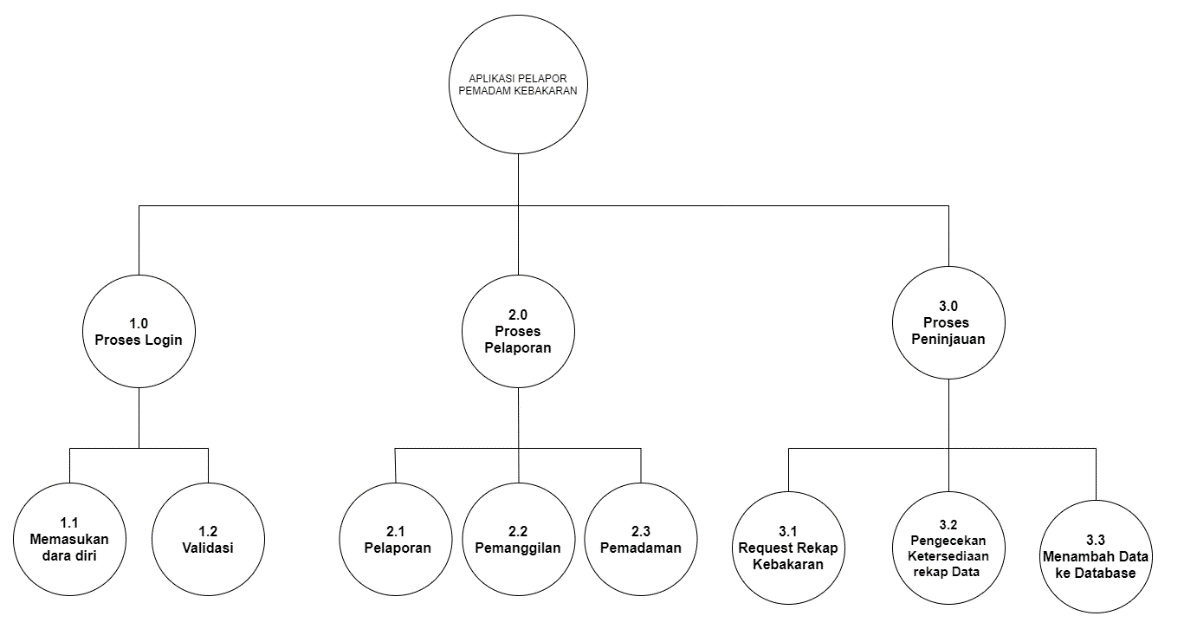 APLIKASI PELAPOR
PEMADAM KEBAKARAN
1.0
Proses Login
2.0
Proses
Pelaporan
3.0
Proses
Peninjauan
1.1
Memasukan
dara diri
1.2
Validasi
2.1
Pelaporan
2.2
Pemanggilan
2.3
Pemadaman
3.1
Request Rekap
Kebakaran
3.2
Pengecekan
Ketersediaan
rekap Data
3.3
Menambah Data
ke Database